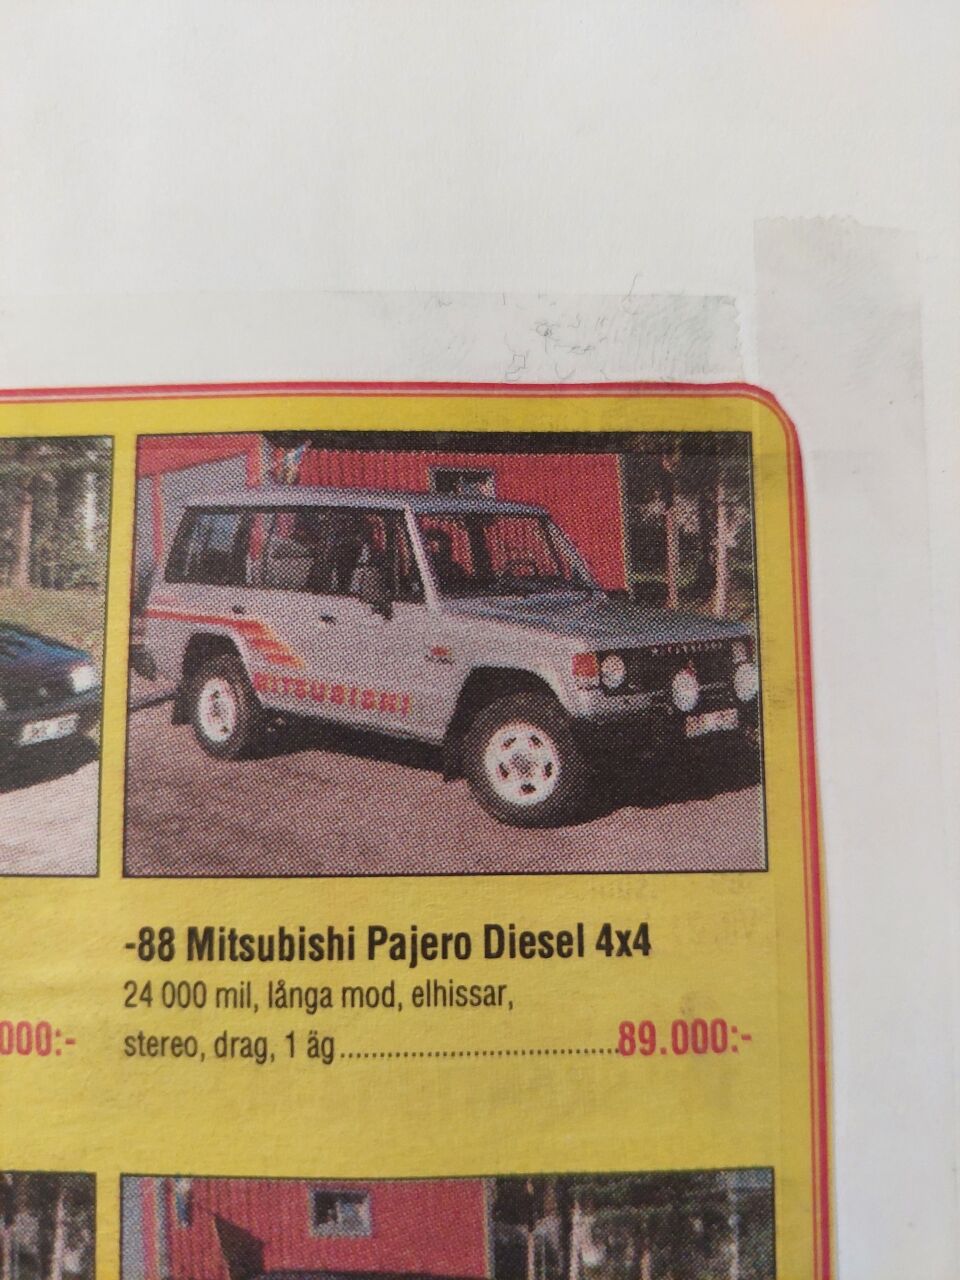 MITSUBISHI
-88 Mitsubishi Pajero Diesel 4x4
24 000 mil, långa mod, elhissar,
000:-
stereo, drag, 1 äg....................................89.000:-